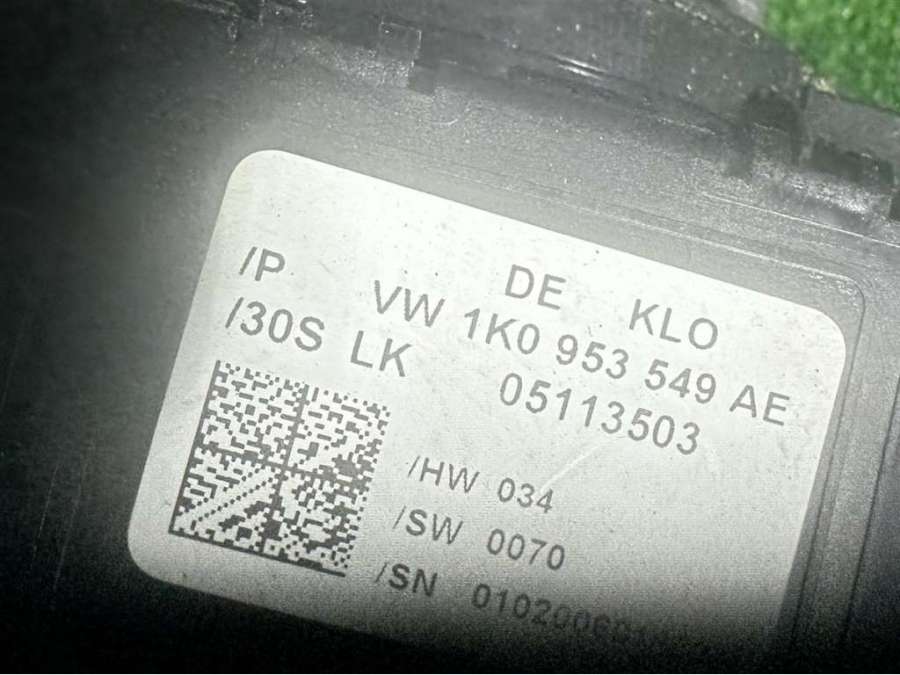 DE KLO
/P VW 1K0 953 549 AE
/30S LK 05113503
/HW 034
/SW 0070
/SN